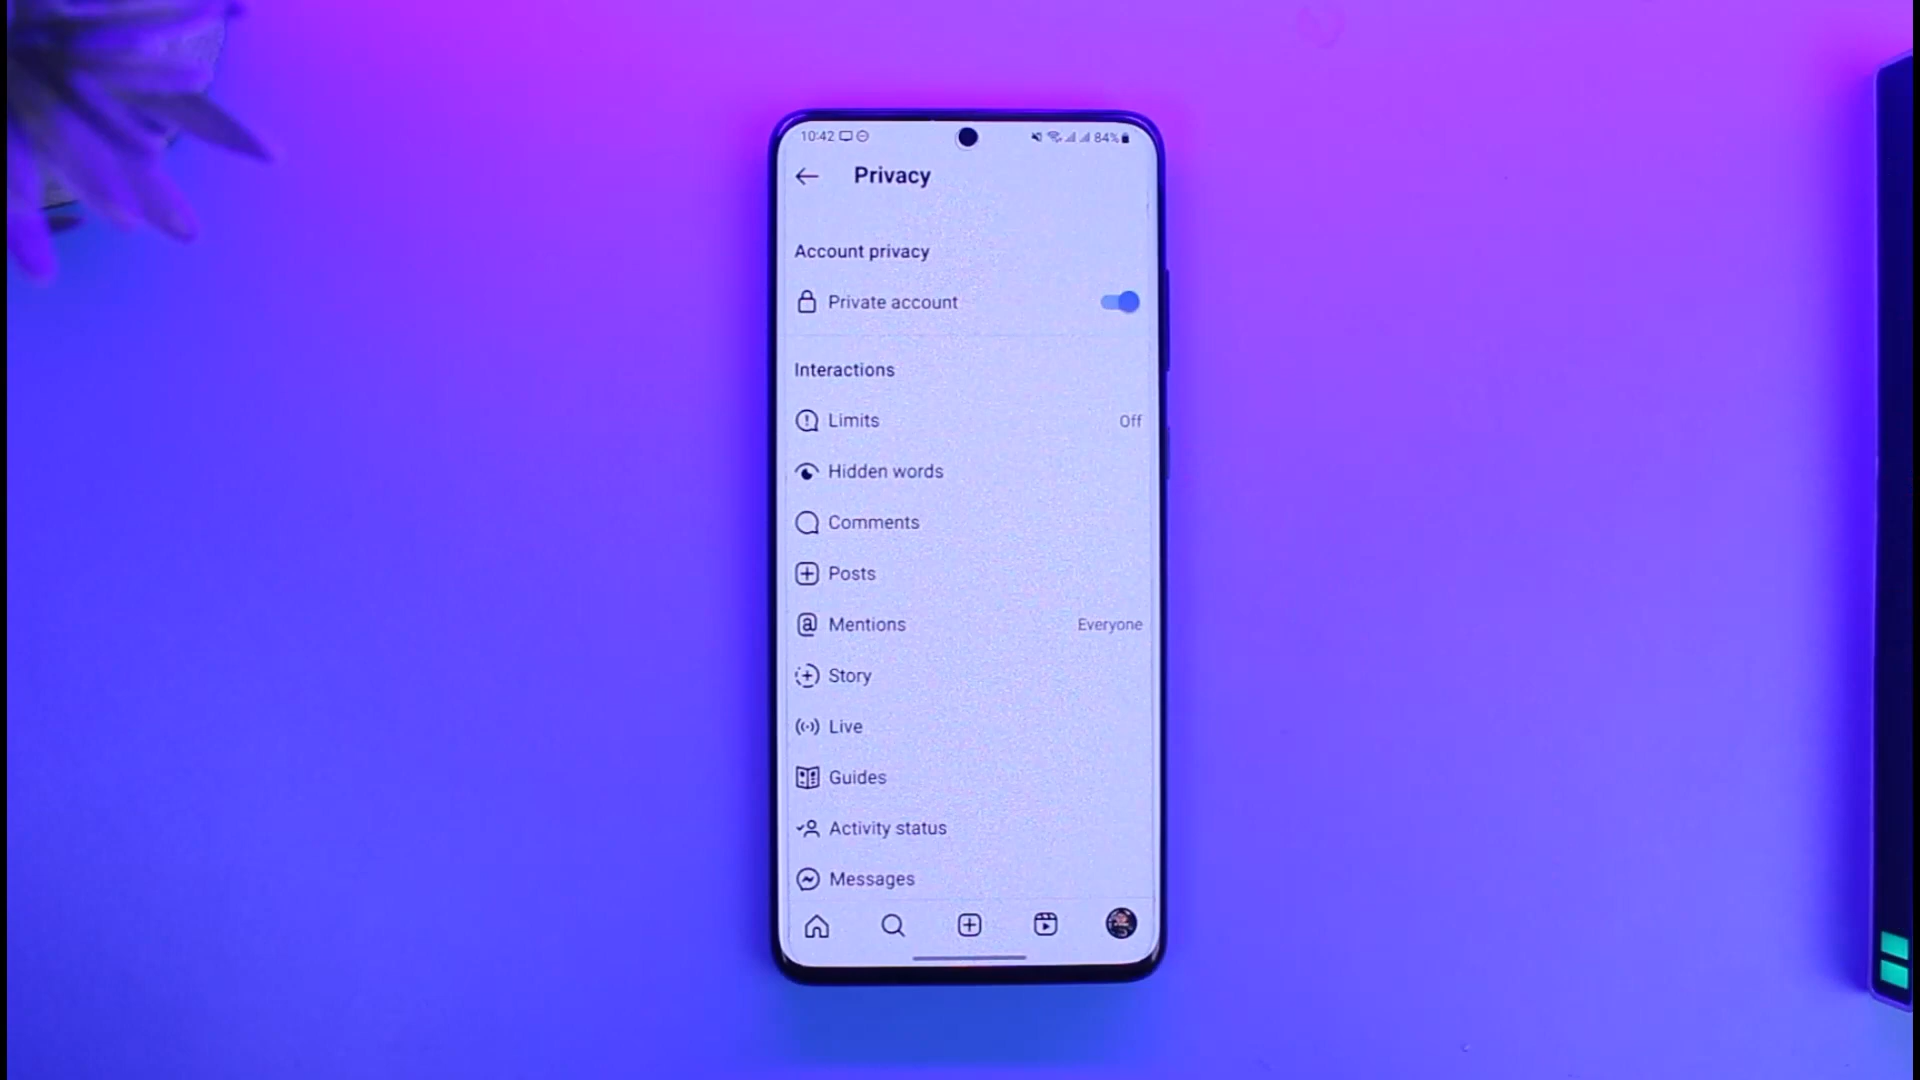 10:42 84%
Privacy
Account privacy
Private account
Interactions
Limits Off
Hidden words
Comments
Posts
Mentions Everyone
Story
Live
Guides
Activity status
Messages